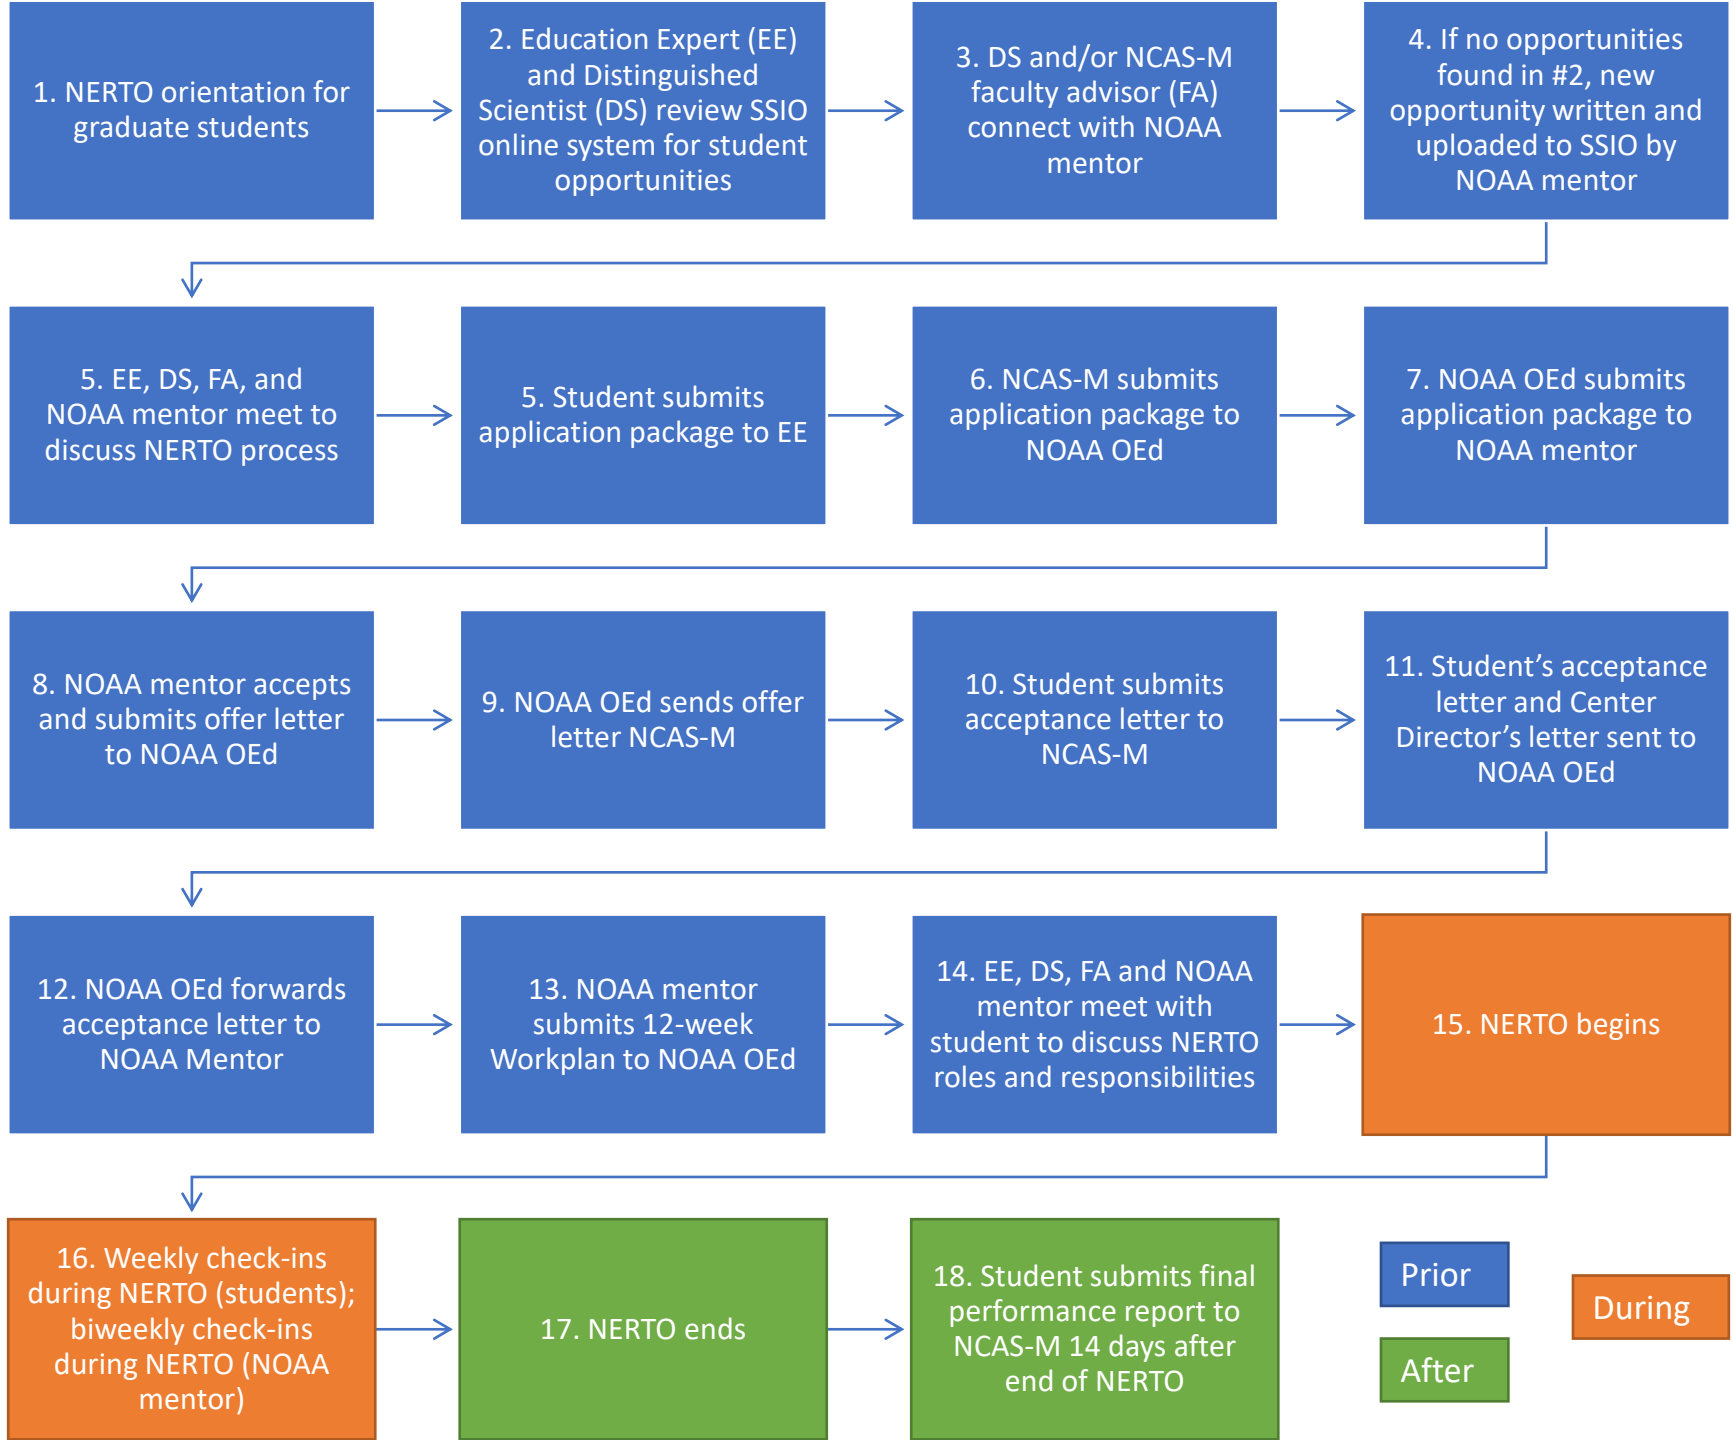 1. NERTO orientation for
graduate students
2. Education Expert (EE)
and Distinguished
Scientist (DS) review SSIO
online system for student
opportunities
3. DS and/or NCAS-M
faculty advisor (FA)
connect with NOAA
mentor
4. If no opportunities
found in #2, new
opportunity written and
uploaded to SSIO by
NOAA mentor
5. EE, DS, FA, and
NOAA mentor meet to
discuss NERTO process
5. Student submits
application package to EE
6. NCAS-M submits
application package to
NOAA OEd
7. NOAA OEd submits
application package to
NOAA mentor
8. NOAA mentor accepts
and submits offer letter
to NOAA OEd
9. NOAA OEd sends offer
letter NCAS-M
10. Student submits
acceptance letter to
NCAS-M
11. Student’s acceptance
letter and Center
Director’s letter sent to
NOAA OEd
12. NOAA OEd forwards
acceptance letter to
NOAA Mentor
13. NOAA mentor
submits 12-week
Workplan to NOAA OEd
14. EE, DS, FA and NOAA
mentor meet with
student to discuss NERTO
roles and responsibilities
15. NERTO begins
16. Weekly check-ins
during NERTO (students);
biweekly check-ins
during NERTO (NOAA
mentor)
17. NERTO ends
18. Student submits final
performance report to
NCAS-M 14 days after
end of NERTO
Prior
During
After